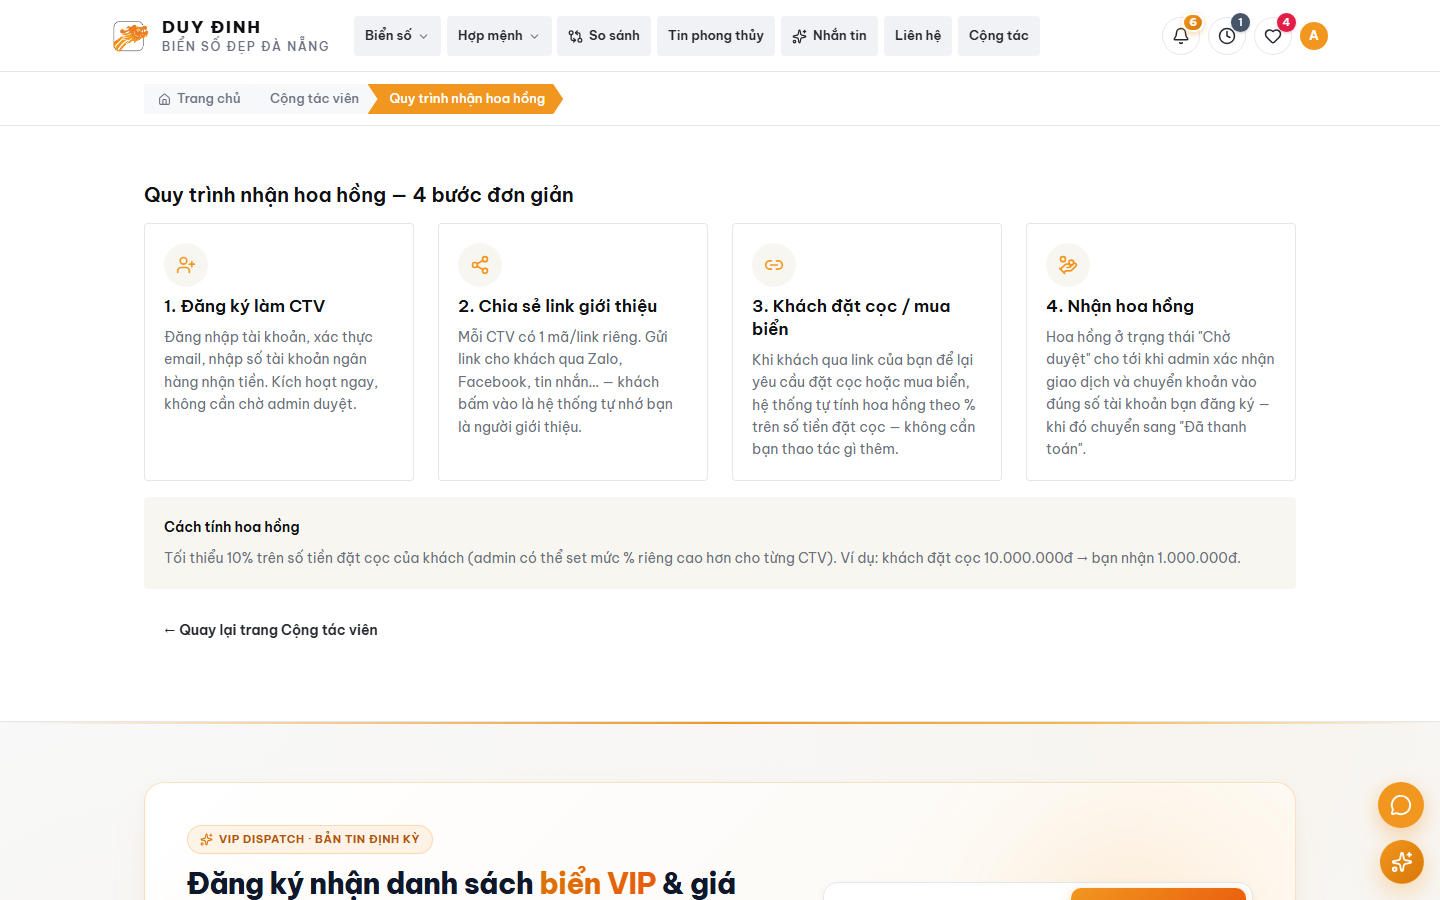 DUY ĐINH
BIỂN SỐ ĐẸP ĐÀ NẴNG
Biển số
Hợp mệnh
So sánh
Tin phong thủy
Nhắn tin
Liên hệ
Cộng tác
6
1
4
A
Trang chủ
Cộng tác viên
Quy trình nhận hoa hồng
Quy trình nhận hoa hồng — 4 bước đơn giản
1. Đăng ký làm CTV
Đăng nhập tài khoản, xác thực
email, nhập số tài khoản ngân
hàng nhận tiền. Kích hoạt ngay,
không cần chờ admin duyệt.
2. Chia sẻ link giới thiệu
Mỗi CTV có 1 mã/link riêng. Gửi
link cho khách qua Zalo,
Facebook, tin nhắn... — khách
bấm vào là hệ thống tự nhớ bạn
là người giới thiệu.
3. Khách đặt cọc / mua
biển
Khi khách qua link của bạn để lại
yêu cầu đặt cọc hoặc mua biển,
hệ thống tự tính hoa hồng theo %
trên số tiền đặt cọc — không cần
bạn thao tác gì thêm.
4. Nhận hoa hồng
Hoa hồng ở trạng thái "Chờ
duyệt" cho tới khi admin xác nhận
giao dịch và chuyển khoản vào
đúng số tài khoản bạn đăng ký —
khi đó chuyển sang "Đã thanh
toán".
Cách tính hoa hồng
Tối thiểu 10% trên số tiền đặt cọc của khách (admin có thể set mức % riêng cao hơn cho từng CTV). Ví dụ: khách đặt cọc 10.000.000đ → bạn nhận 1.000.000đ.
← Quay lại trang Cộng tác viên
VIP DISPATCH · BẢN TIN ĐỊNH KỲ
Đăng ký nhận danh sách biển VIP & giá